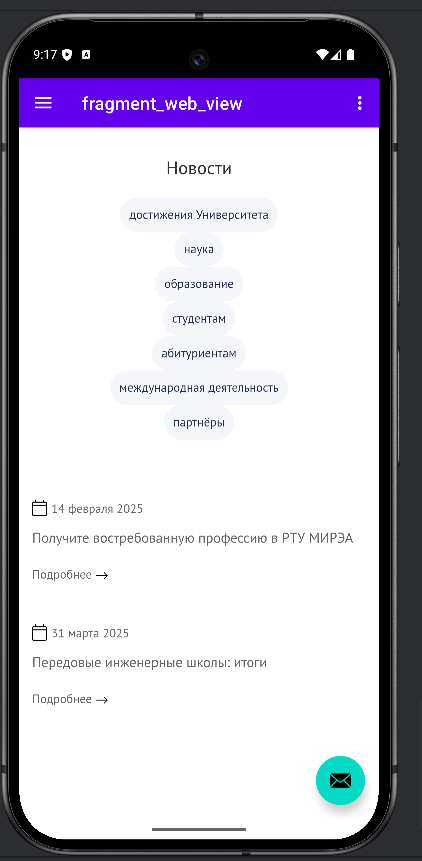 9:17
fragment_web_view
Новости
достижения Университета
наука
образование
студентам
абитуриентам
международная деятельность
партнёры
14 февраля 2025
Получите востребованную профессию в РТУ МИРЭА
Подробнее →
31 марта 2025
Передовые инженерные школы: итоги
Подробнее →